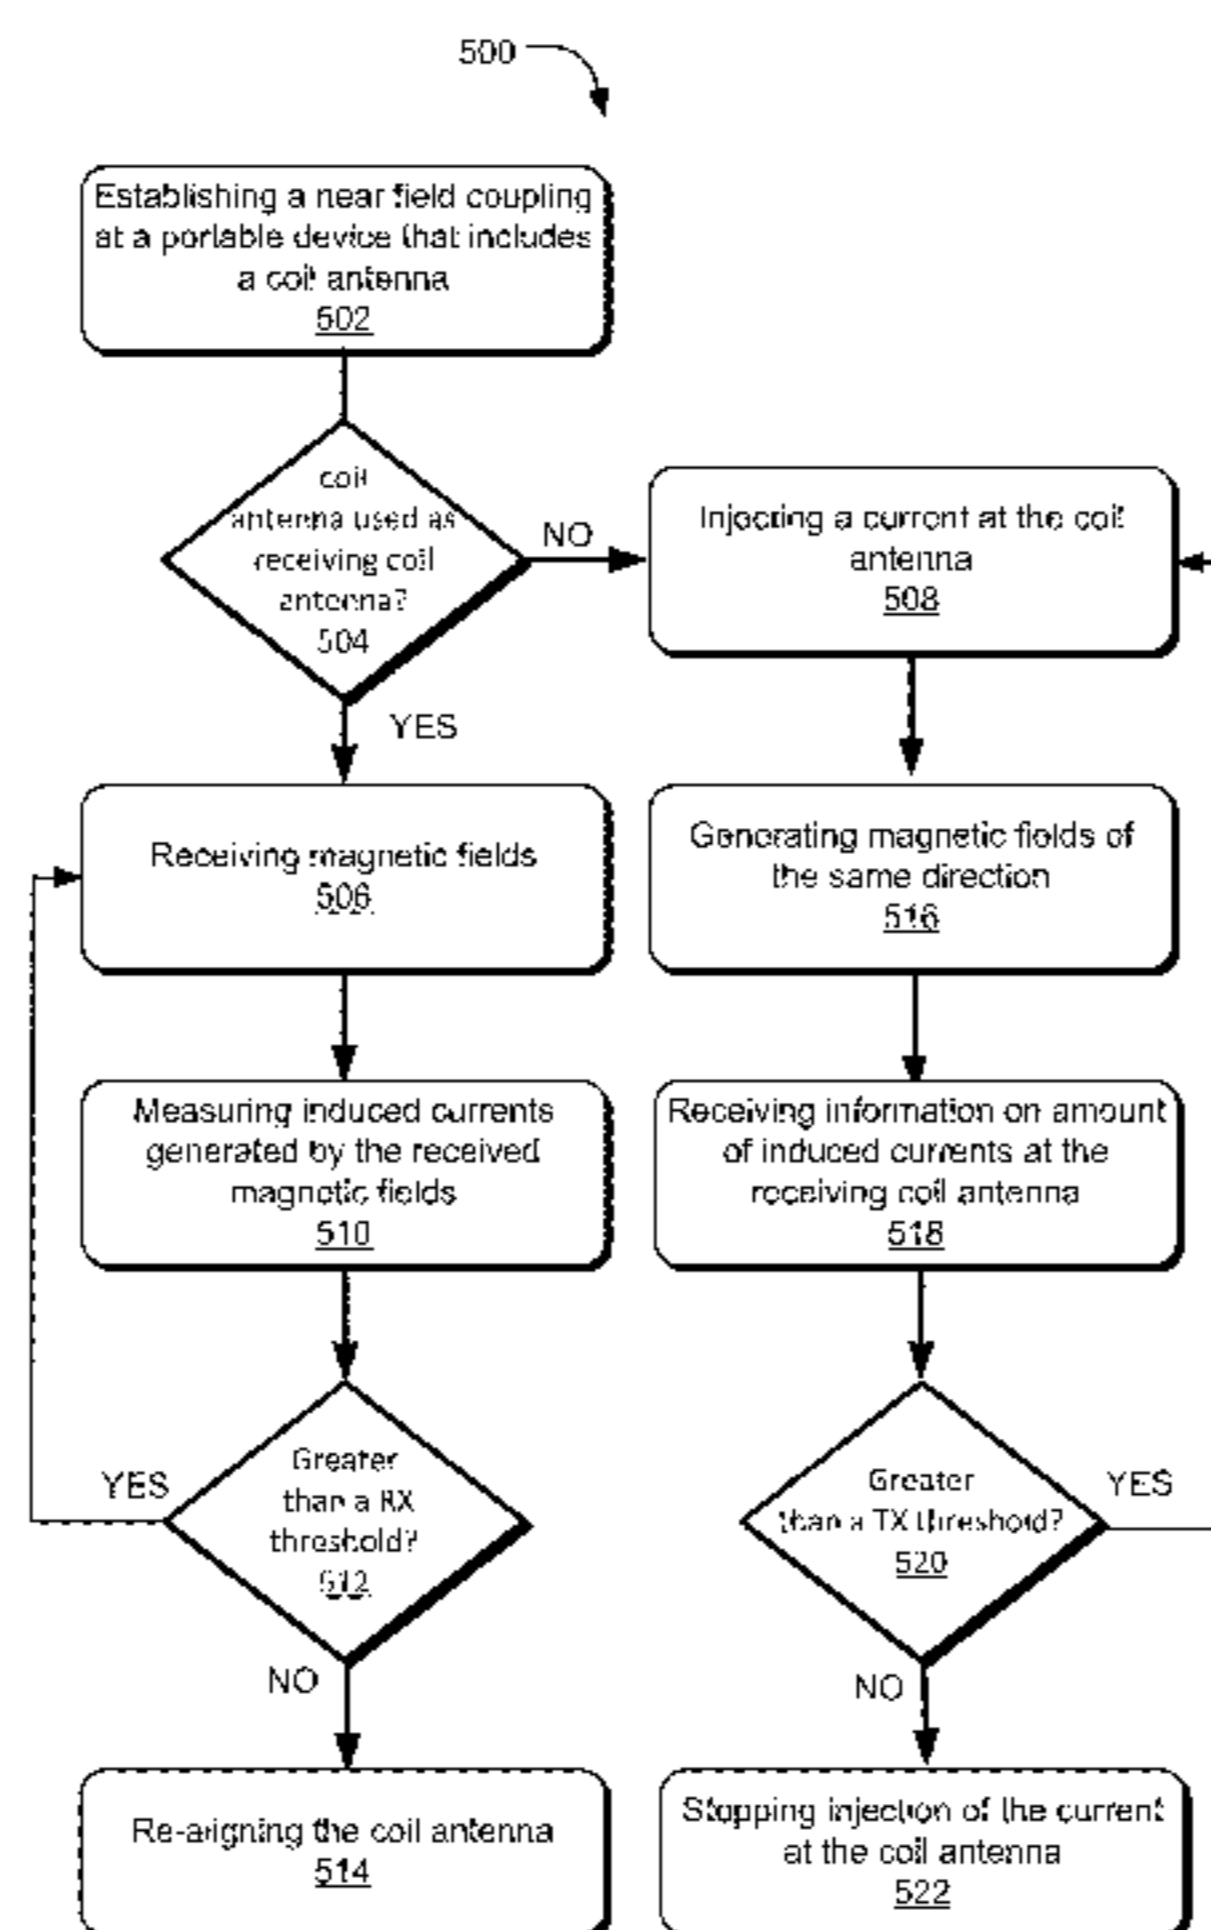 500
Establishing a near field coupling
at a portable device that includes
a coil antenna
502
coil
antenna used as
receiving coil
antenna?
504
NO
YES
Injecting a current at the coil
antenna
508
Receiving magnetic fields
506
Generating magnetic fields of
the same direction
516
Measuring induced currents
generated by the received
magnetic fields
510
Receiving information on amount
of induced currents at the
receiving coil antenna
518
Greater
than a RX
threshold?
512
YES
NO
Greater
than a TX threshold?
520
YES
NO
Re-aligning the coil antenna
514
Stopping injection of the current
at the coil antenna
522